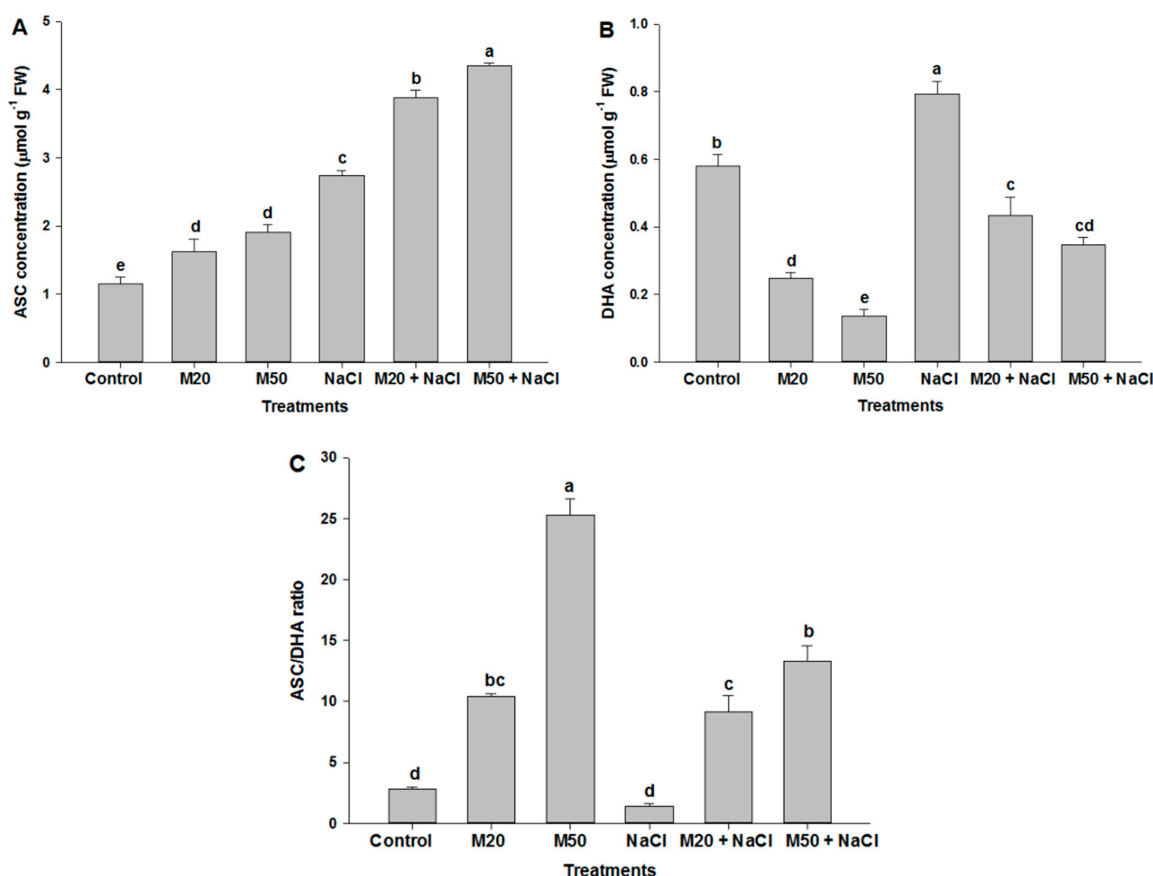 A
ASC concentration (µmol g⁻¹ FW)
5
4
3
2
1
0
e
d
d
c
b
a
Control M20 M50 NaCl M20 + NaCl M50 + NaCl
Treatments
B
DHA concentration (µmol g⁻¹ FW)
1.0
0.8
0.6
0.4
0.2
0.0
b
d
e
a
c
cd
Control M20 M50 NaCl M20 + NaCl M50 + NaCl
Treatments
C
ASC/DHA ratio
30
25
20
15
10
5
0
d
bc
a
d
c
b
Control M20 M50 NaCl M20 + NaCl M50 + NaCl
Treatments